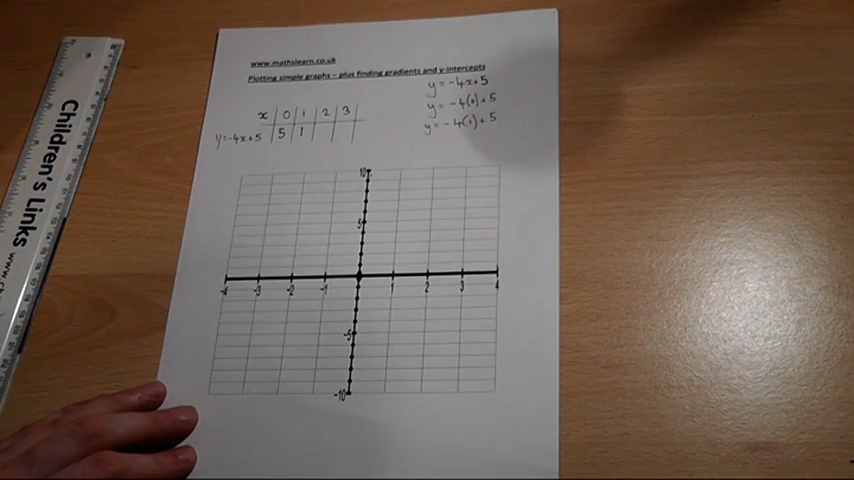 www.mathslearn.co.uk
Plotting simple graphs – plus finding gradients and y-intercepts
y = -4x+5
y = -4(0)+5
y = -4(1)+5
x 0 1 2 3
y=-4x+5 5 1
10
5
-4 -3 -2 -1 1 2 3 4
-5
-10
Children's Links